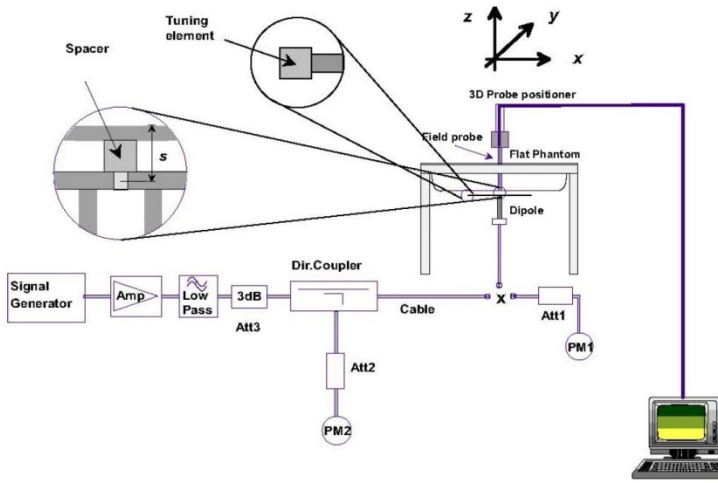 Tuning
element
z
y
x
Spacer
3D Probe positioner
s
Field probe
Flat Phantom
Dipole
Dir.Coupler
Signal
Generator
Amp
Low
Pass
3dB
Cable
x
Att3
Att1
PM1
Att2
PM2